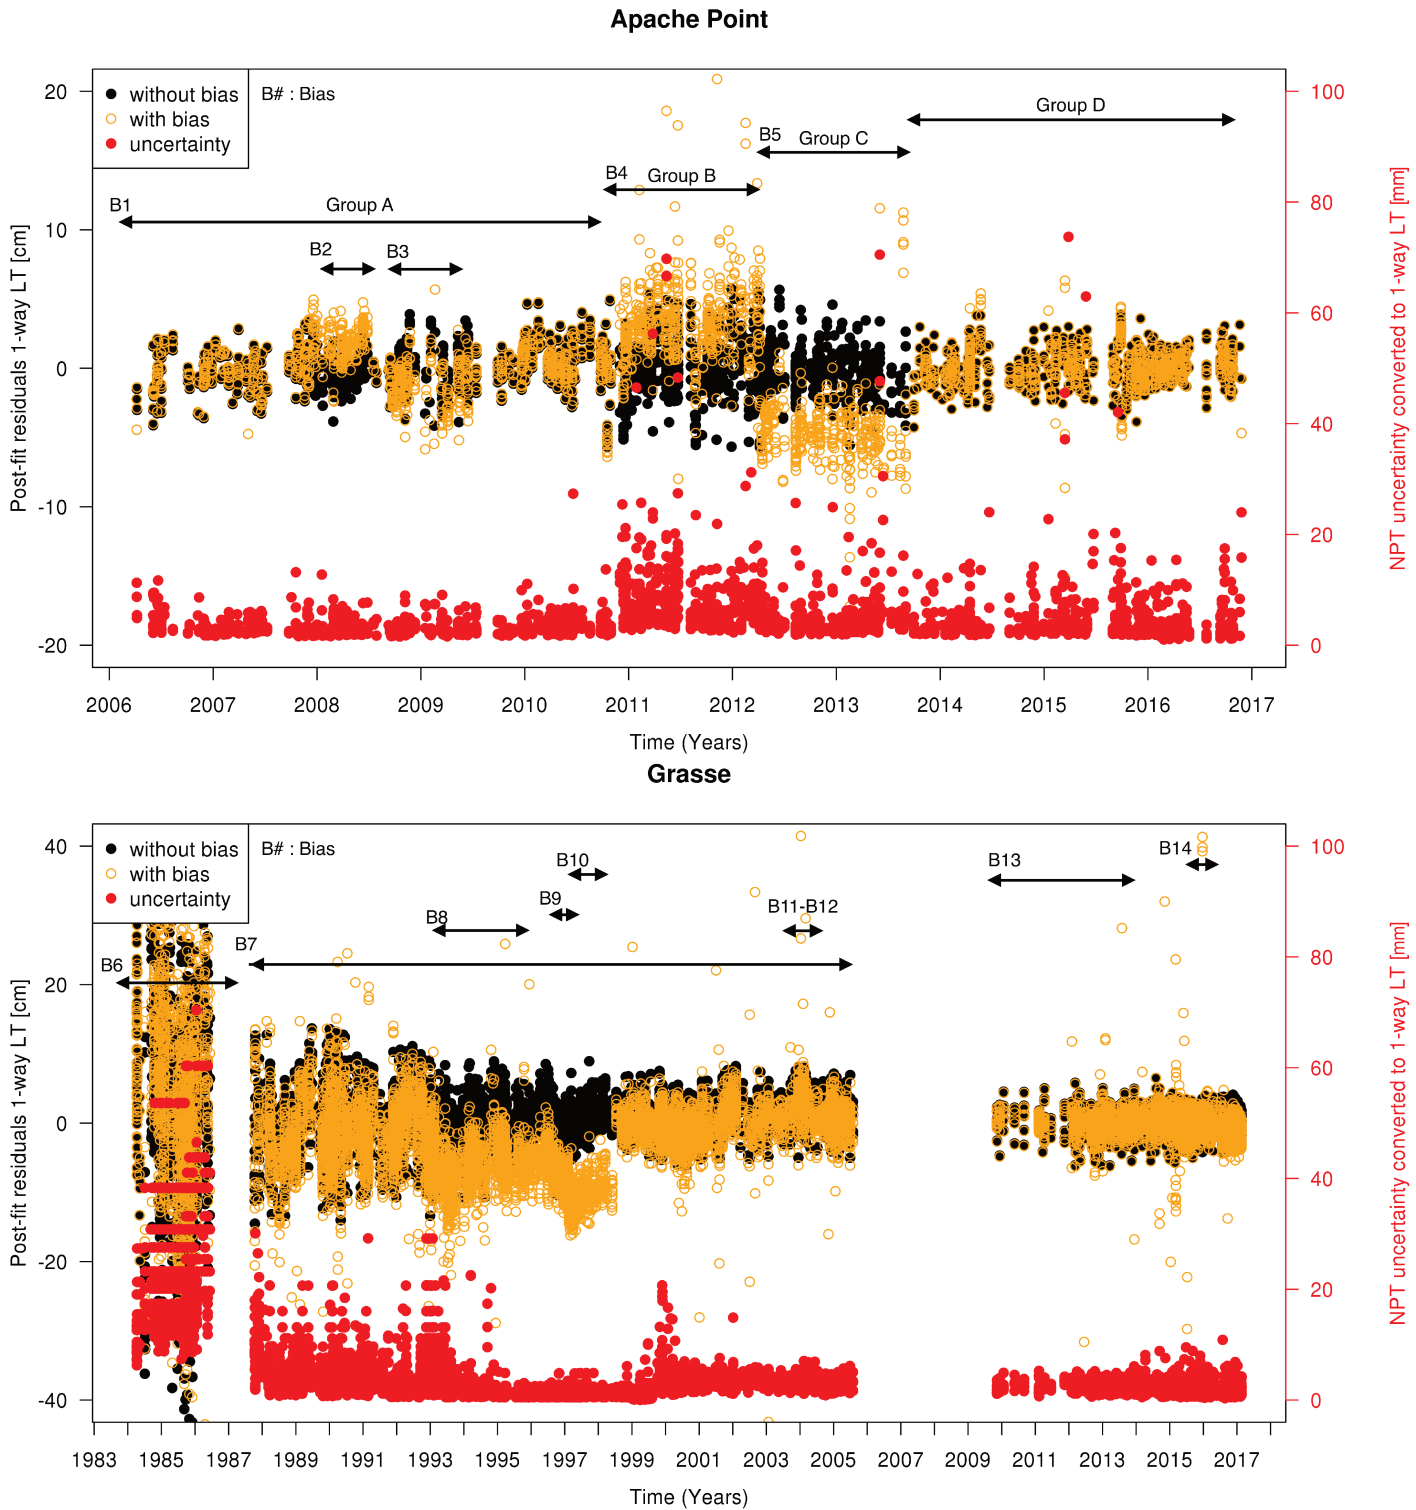 Apache Point
without bias
with bias
uncertainty
B# : Bias
B1
Group A
B2
B3
B4
Group B
B5
Group C
Group D
20
10
0
-10
-20
Post-fit residuals 1-way LT [cm]
100
80
60
40
20
0
NPT uncertainty converted to 1-way LT [mm]
2006 2007 2008 2009 2010 2011 2012 2013 2014 2015 2016 2017
Time (Years)
Grasse
without bias
with bias
uncertainty
B# : Bias
B6
B7
B8
B9
B10
B11-B12
B13
B14
40
20
0
-20
-40
Post-fit residuals 1-way LT [cm]
100
80
60
40
20
0
NPT uncertainty converted to 1-way LT [mm]
1983 1985 1987 1989 1991 1993 1995 1997 1999 2001 2003 2005 2007 2009 2011 2013 2015 2017
Time (Years)